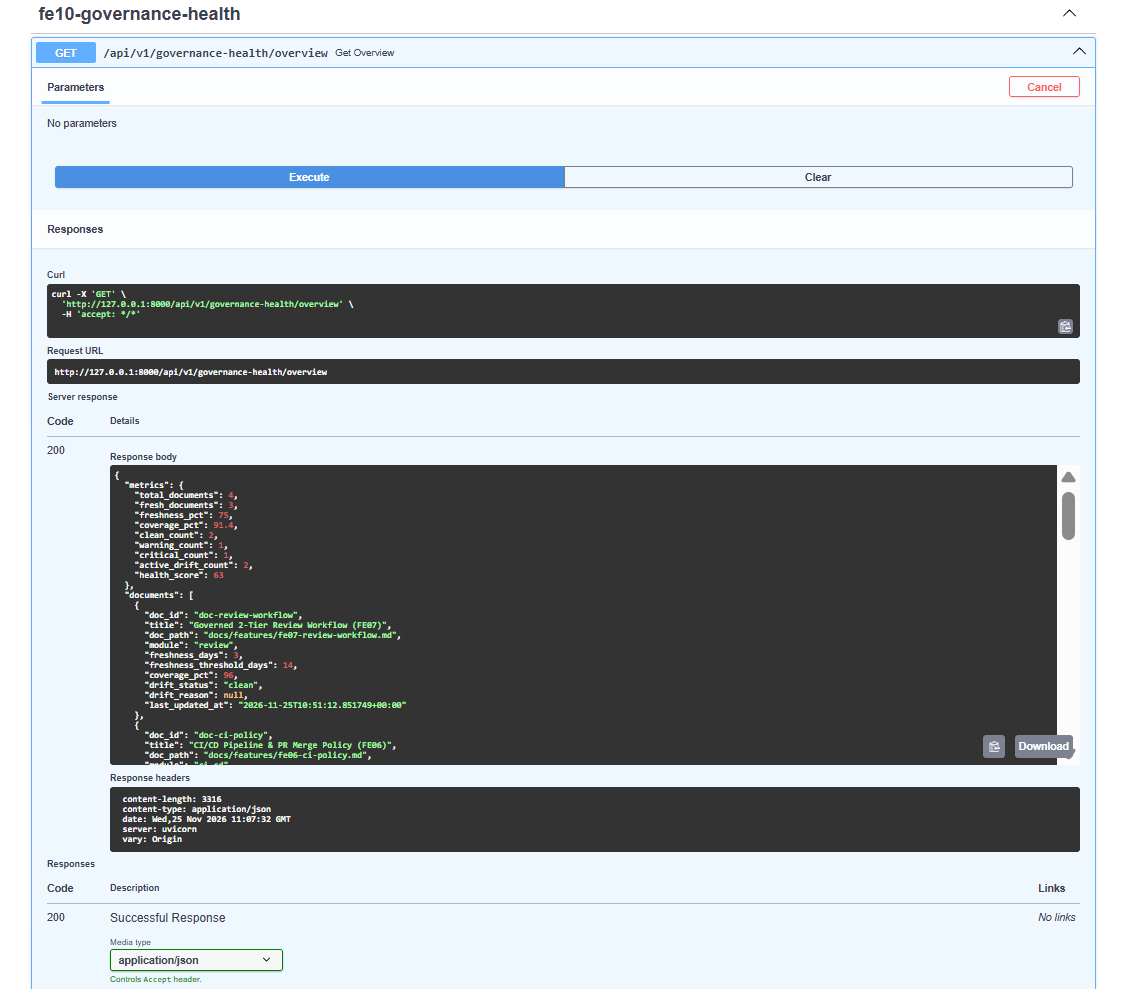 fe10-governance-health
GET /api/v1/governance-health/overview Get Overview
Parameters
Cancel
No parameters
Execute
Clear
Responses
Curl
curl -X 'GET' \
  'http://127.0.0.1:8000/api/v1/governance-health/overview' \
  -H 'accept: */*'
Request URL
http://127.0.0.1:8000/api/v1/governance-health/overview
Server response
Code Details
200
Response body
{
  "metrics": {
    "total_documents": 4,
    "fresh_documents": 3,
    "freshness_pct": 75,
    "coverage_pct": 91.4,
    "clean_count": 2,
    "warning_count": 1,
    "critical_count": 1,
    "active_drift_count": 2,
    "health_score": 63
  },
  "documents": [
    {
      "doc_id": "doc-review-workflow",
      "title": "Governed 2-Tier Review Workflow (FE07)",
      "doc_path": "docs/features/fe07-review-workflow.md",
      "module": "review",
      "freshness_days": 3,
      "freshness_threshold_days": 14,
      "coverage_pct": 96,
      "drift_status": "clean",
      "drift_reason": null,
      "last_updated_at": "2026-11-25T10:51:12.851749+00:00"
    },
    {
      "doc_id": "doc-ci-policy",
      "title": "CI/CD Pipeline & PR Merge Policy (FE06)",
      "doc_path": "docs/features/fe06-ci-policy.md",
Download
Response headers
content-length: 3316
content-type: application/json
date: Wed,25 Nov 2026 11:07:32 GMT
server: uvicorn
vary: Origin
Responses
Code Description Links
200 Successful Response No links
Media type
application/json
Controls Accept header.